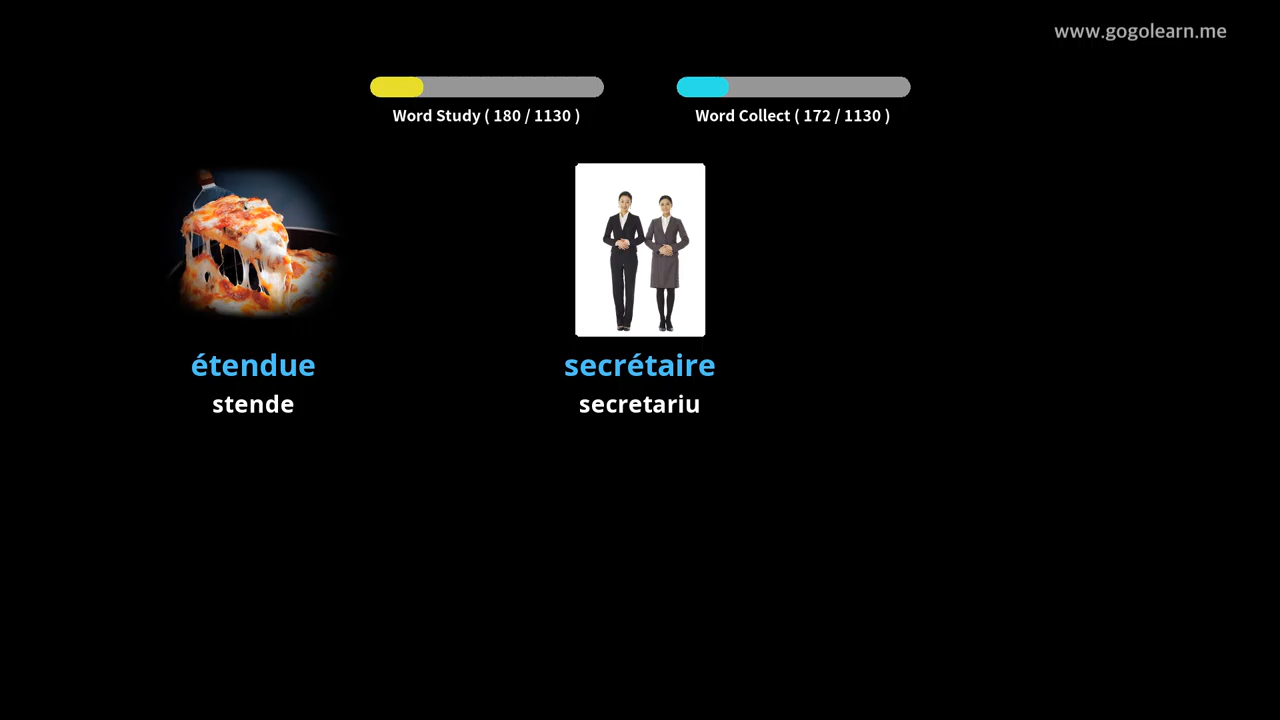 www.gogolearn.me
Word Study ( 180 / 1130 )
Word Collect ( 172 / 1130 )
étendue
stende
secrétaire
secretariu